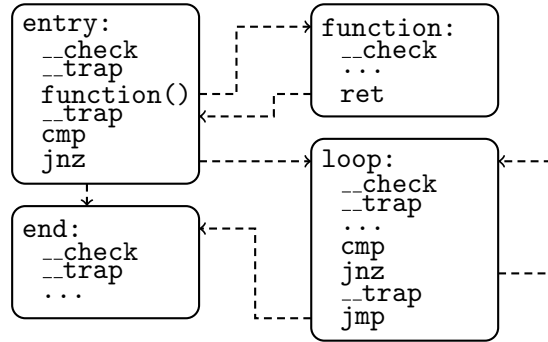 entry:
__check
__trap
function()
__trap
cmp
jnz
function:
__check
...
ret
loop:
__check
__trap
...
cmp
jnz
__trap
jmp
end:
__check
__trap
...